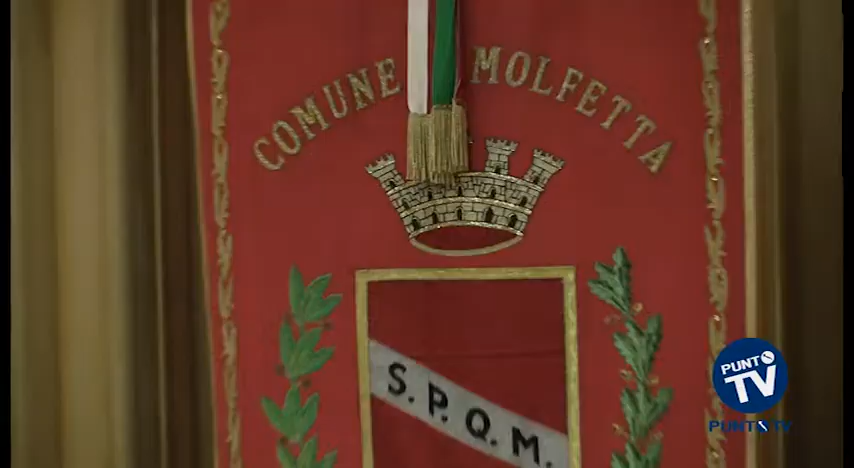 COMUNE MOLFETTA
S.P.Q.M.
PUNTO
TV
PUNTO TV